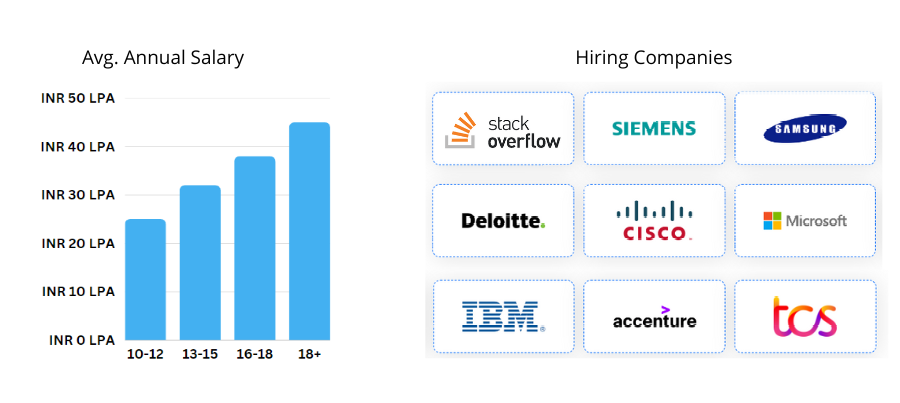 Avg. Annual Salary
INR 50 LPA
INR 40 LPA
INR 30 LPA
INR 20 LPA
INR 10 LPA
INR 0 LPA
10-12 13-15 16-18 18+
Hiring Companies
stack
overflow
SIEMENS
SAMSUNG
Deloitte.
CISCO
Microsoft
IBM®
accenture
tcs